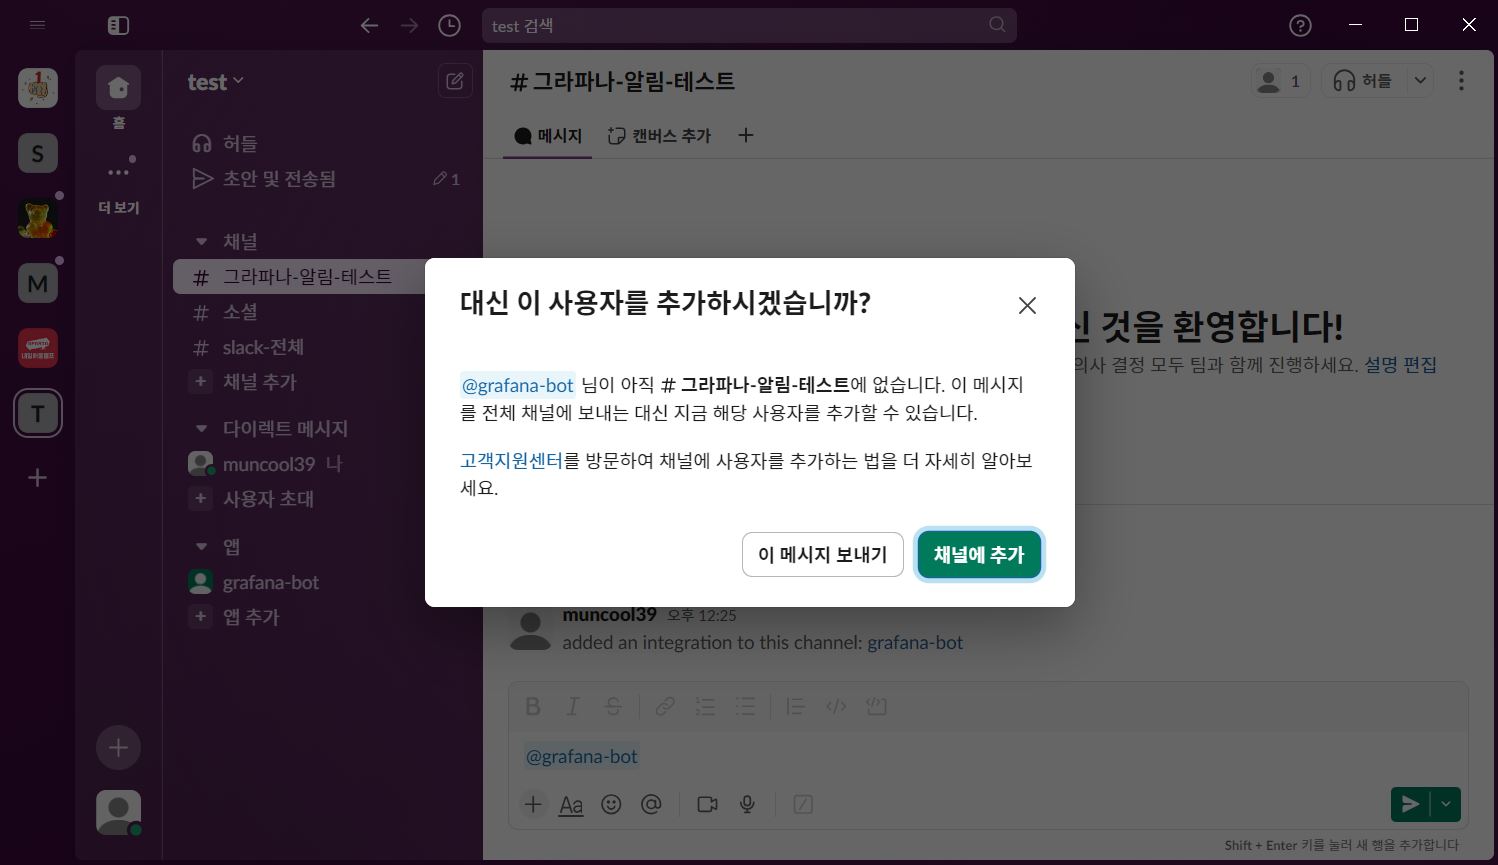 test 검색
test
#그라파나-알림-테스트
1
허들
홈
메시지
캔버스 추가
허들
S
초안 및 전송됨
1
더 보기
채널
# 그라파나-알림-테스트
M
# 소셜
# slack-전체
채널 추가
T
다이렉트 메시지
muncool39 나
사용자 초대
앱
grafana-bot
앱 추가
것을 환영합니다!
의사 결정 모두 팀과 함께 진행하세요. 설명 편집
대신 이 사용자를 추가하시겠습니까?
@grafana-bot 님이 아직 # 그라파나-알림-테스트에 없습니다. 이 메시지
를 전체 채널에 보내는 대신 지금 해당 사용자를 추가할 수 있습니다.
고객지원센터를 방문하여 채널에 사용자를 추가하는 법을 더 자세히 알아보
세요.
이 메시지 보내기
채널에 추가
muncool39 오후 12:25
added an integration to this channel: grafana-bot
@grafana-bot
Shift + Enter 키를 눌러 새 행을 추가합니다